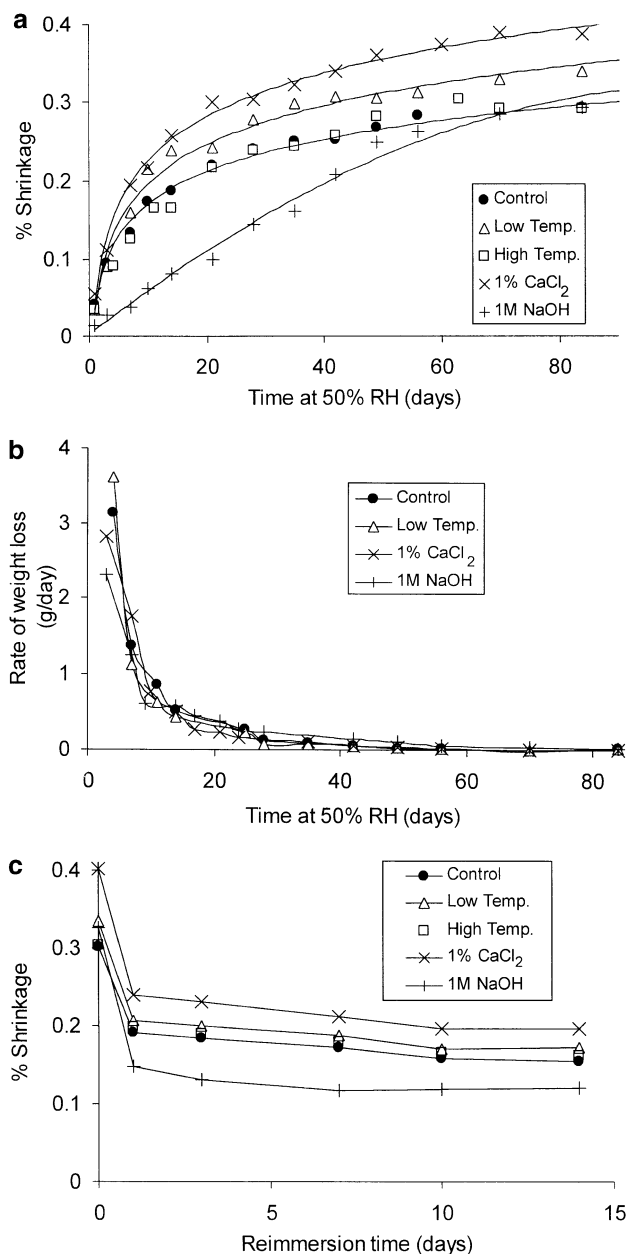 a
0.4
0.3
0.2
0.1
0
% Shrinkage
Control
Low Temp.
High Temp.
1% CaCl2
1M NaOH
0 20 40 60 80
Time at 50% RH (days)
b
4
3
2
1
0
Rate of weight loss
(g/day)
Control
Low Temp.
1% CaCl2
1M NaOH
0 20 40 60 80
Time at 50% RH (days)
c
0.4
0.3
0.2
0.1
0
% Shrinkage
Control
Low Temp.
High Temp.
1% CaCl2
1M NaOH
0 5 10 15
Reimmersion time (days)